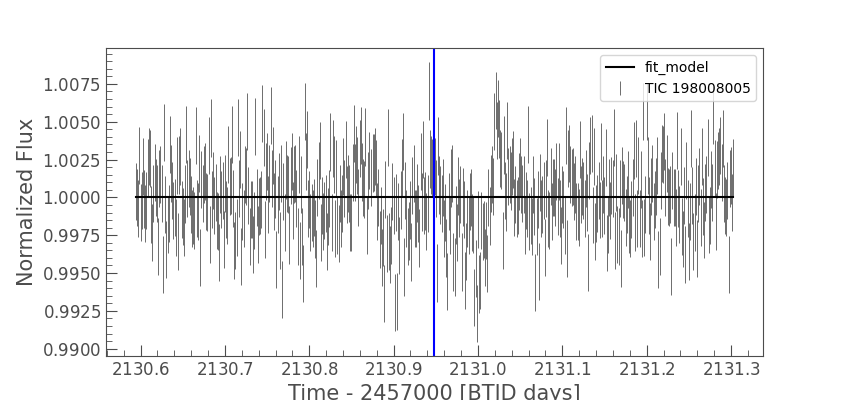 1.0075
1.0050
1.0025
1.0000
0.9975
0.9950
0.9925
0.9900
Normalized Flux
fit_model
TIC 198008005
2130.6 2130.7 2130.8 2130.9 2131.0 2131.1 2131.2 2131.3
Time - 2457000 [BTJD days]